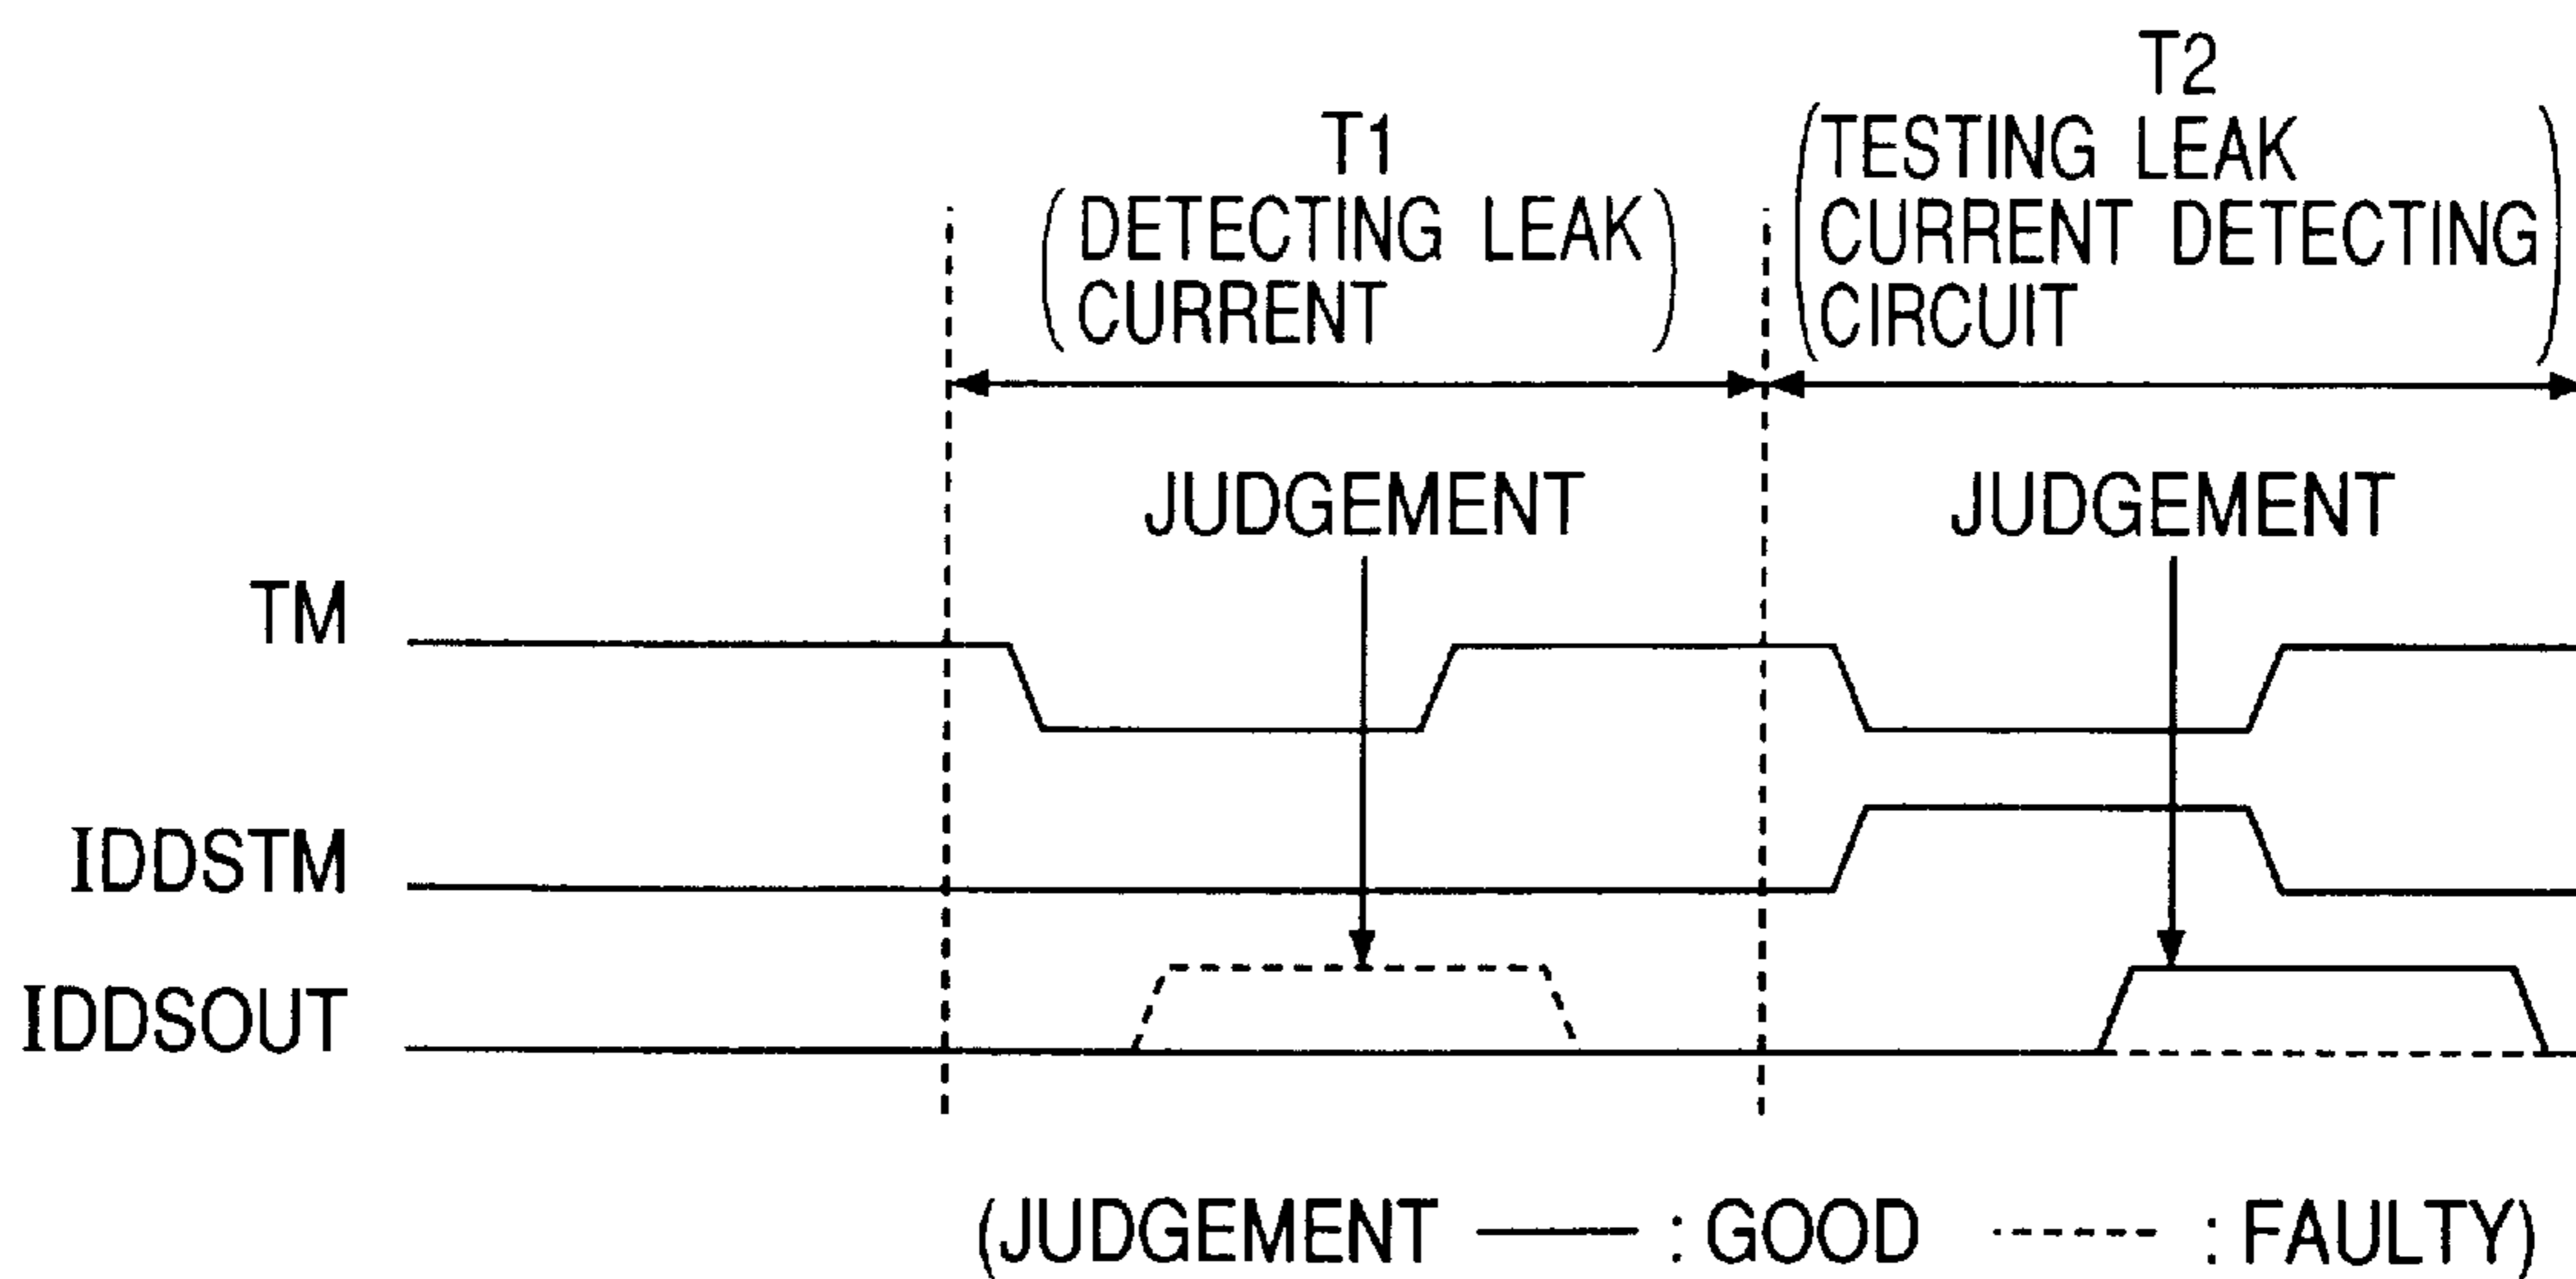 T1
(DETECTING LEAK
CURRENT)
T2
(TESTING LEAK
CURRENT DETECTING
CIRCUIT)
JUDGEMENT
JUDGEMENT
TM
IDDSTM
IDDSOUT
(JUDGEMENT ——— : GOOD ------ : FAULTY)